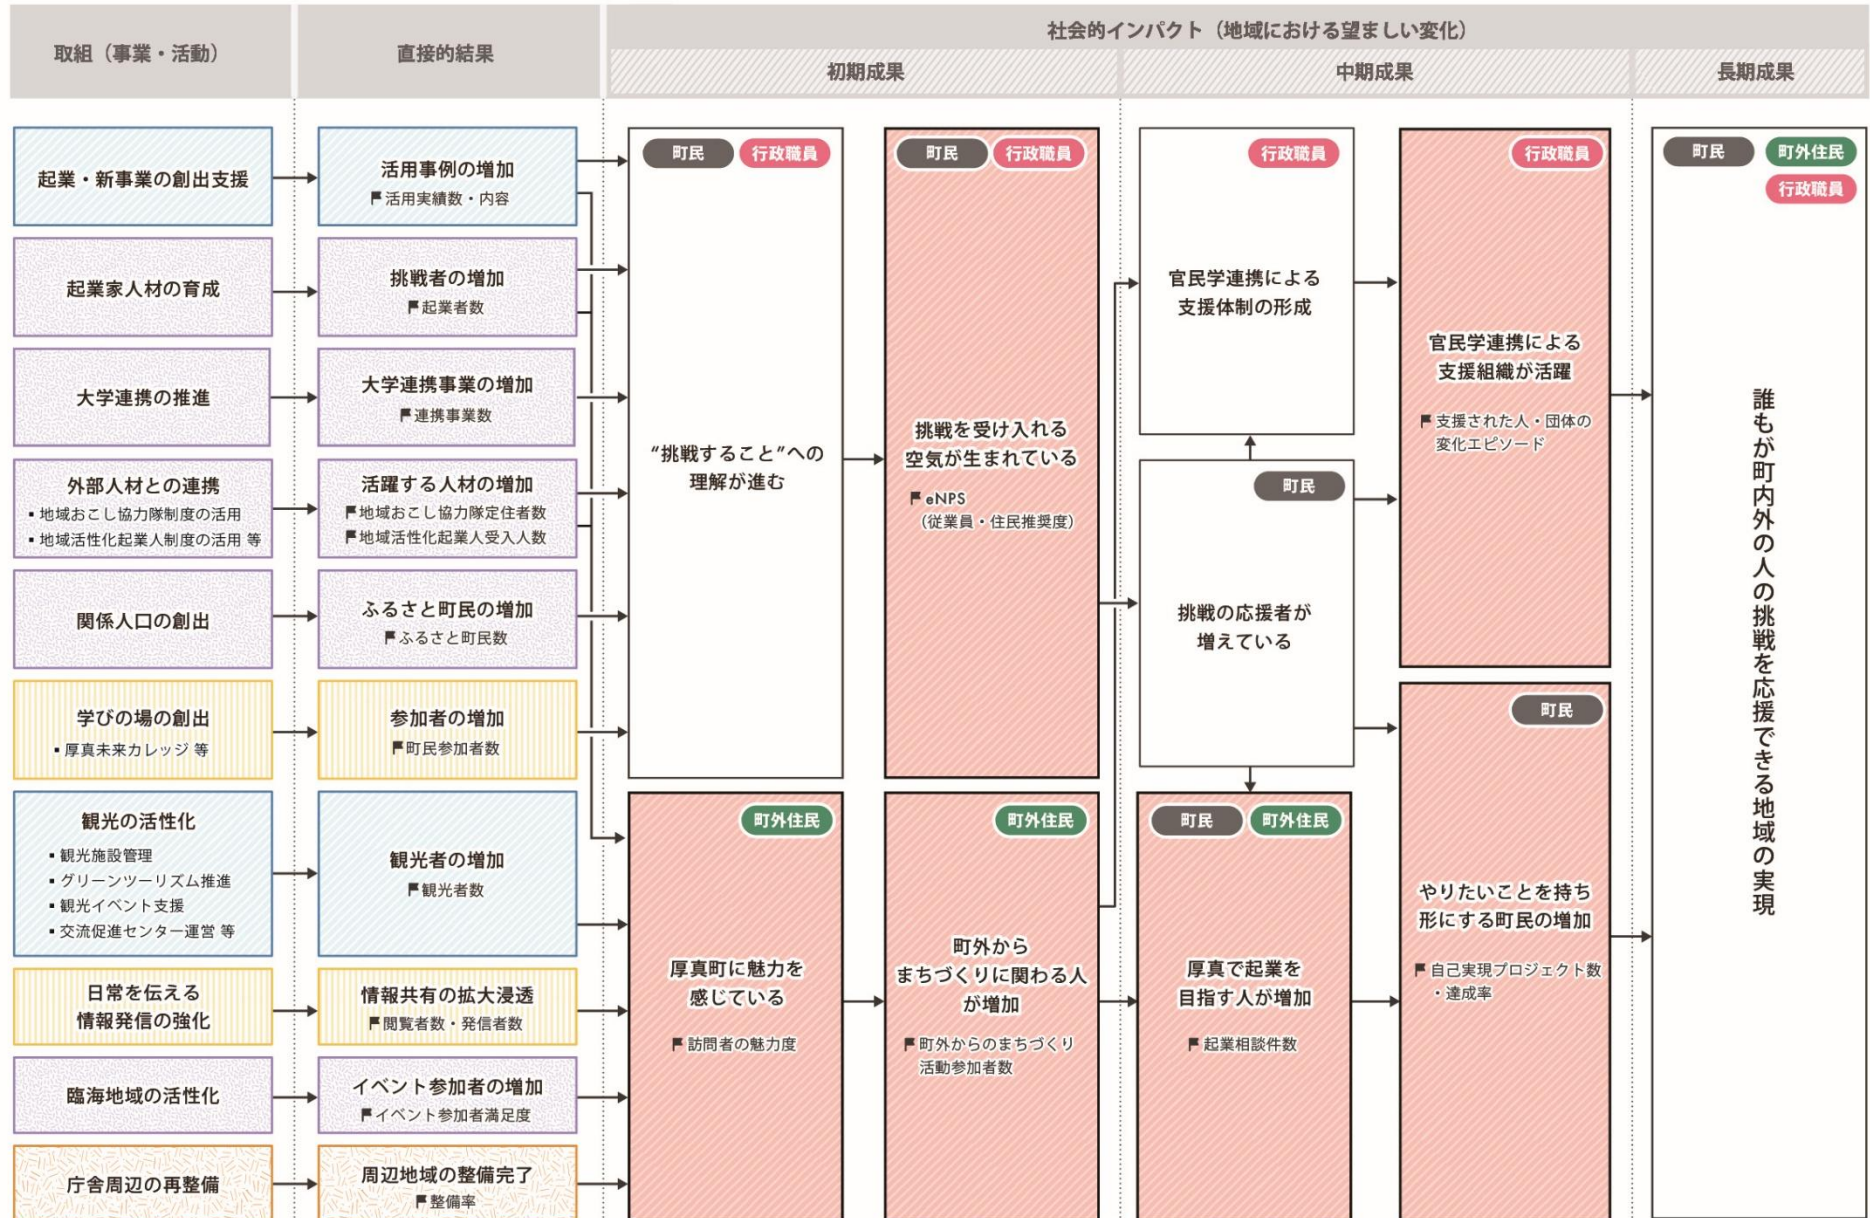 取組（事業・活動）
直接的結果
社会的インパクト（地域における望ましい変化）
初期成果
中期成果
長期成果
起業・新事業の創出支援
活用事例の増加
活用実績数・内容
起業家人材の育成
挑戦者の増加
起業者数
大学連携の推進
大学連携事業の増加
連携事業数
外部人材との連携
▪ 地域おこし協力隊制度の活用
▪ 地域活性化起業人制度の活用 等
活躍する人材の増加
地域おこし協力隊定住者数
地域活性化起業人受入人数
関係人口の創出
ふるさと町民の増加
ふるさと町民数
学びの場の創出
▪ 厚真未来カレッジ 等
参加者の増加
町民参加者数
観光の活性化
▪ 観光施設管理
▪ グリーンツーリズム推進
▪ 観光イベント支援
▪ 交流促進センター運営 等
観光者の増加
観光者数
日常を伝える
情報発信の強化
情報共有の拡大浸透
閲覧者数・発信者数
臨海地域の活性化
イベント参加者の増加
イベント参加者満足度
庁舎周辺の再整備
周辺地域の整備完了
整備率
町民 行政職員
“挑戦すること”への
理解が進む
町外住民
厚真町に魅力を
感じている
訪問者の魅力度
町民 行政職員
挑戦を受け入れる
空気が生まれている
eNPS
（従業員・住民推奨度）
町外住民
町外から
まちづくりに関わる人
が増加
町外からのまちづくり
活動参加者数
行政職員
官民学連携による
支援体制の形成
町民
挑戦の応援者が
増えている
町民 町外住民
厚真で起業を
目指す人が増加
起業相談件数
行政職員
官民学連携による
支援組織が活躍
支援された人・団体の
変化エピソード
町民
やりたいことを持ち
形にする町民の増加
自己実現プロジェクト数
・達成率
町民 町外住民
行政職員
誰もが町内外の人の挑戦を応援できる地域の実現